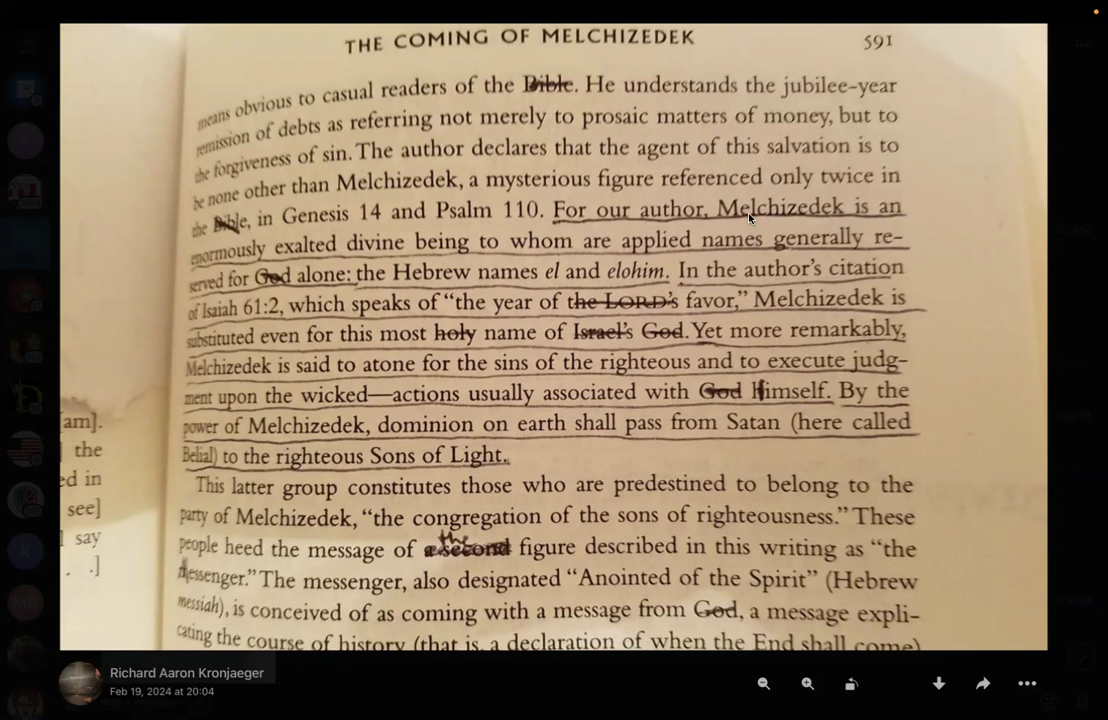 THE COMING OF MELCHIZEDEK 591
means obvious to casual readers of the Bible. He understands the jubilee-year
remission of debts as referring not merely to prosaic matters of money, but to
the forgiveness of sin. The author declares that the agent of this salvation is to
be none other than Melchizedek, a mysterious figure referenced only twice in
the Bible, in Genesis 14 and Psalm 110. For our author, Melchizedek is an
enormously exalted divine being to whom are applied names generally re-
served for God alone: the Hebrew names el and elohim. In the author's citation
of Isaiah 61:2, which speaks of "the year of the LORD's favor," Melchizedek is
substituted even for this most holy name of Israel's God. Yet more remarkably,
Melchizedek is said to atone for the sins of the righteous and to execute judg-
ment upon the wicked—actions usually associated with God Himself. By the
power of Melchizedek, dominion on earth shall pass from Satan (here called
Belial) to the righteous Sons of Light.
This latter group constitutes those who are predestined to belong to the
party of Melchizedek, "the congregation of the sons of righteousness." These
the
people heed the message of a second figure described in this writing as "the
Messenger." The messenger, also designated "Anointed of the Spirit" (Hebrew
messiah), is conceived of as coming with a message from God, a message expli-
cating the course of history (that is, a declaration of when the End shall come)
am].
the
ed in
see]
say
. .]
Richard Aaron Kronjaeger
Feb 19, 2024 at 20:04